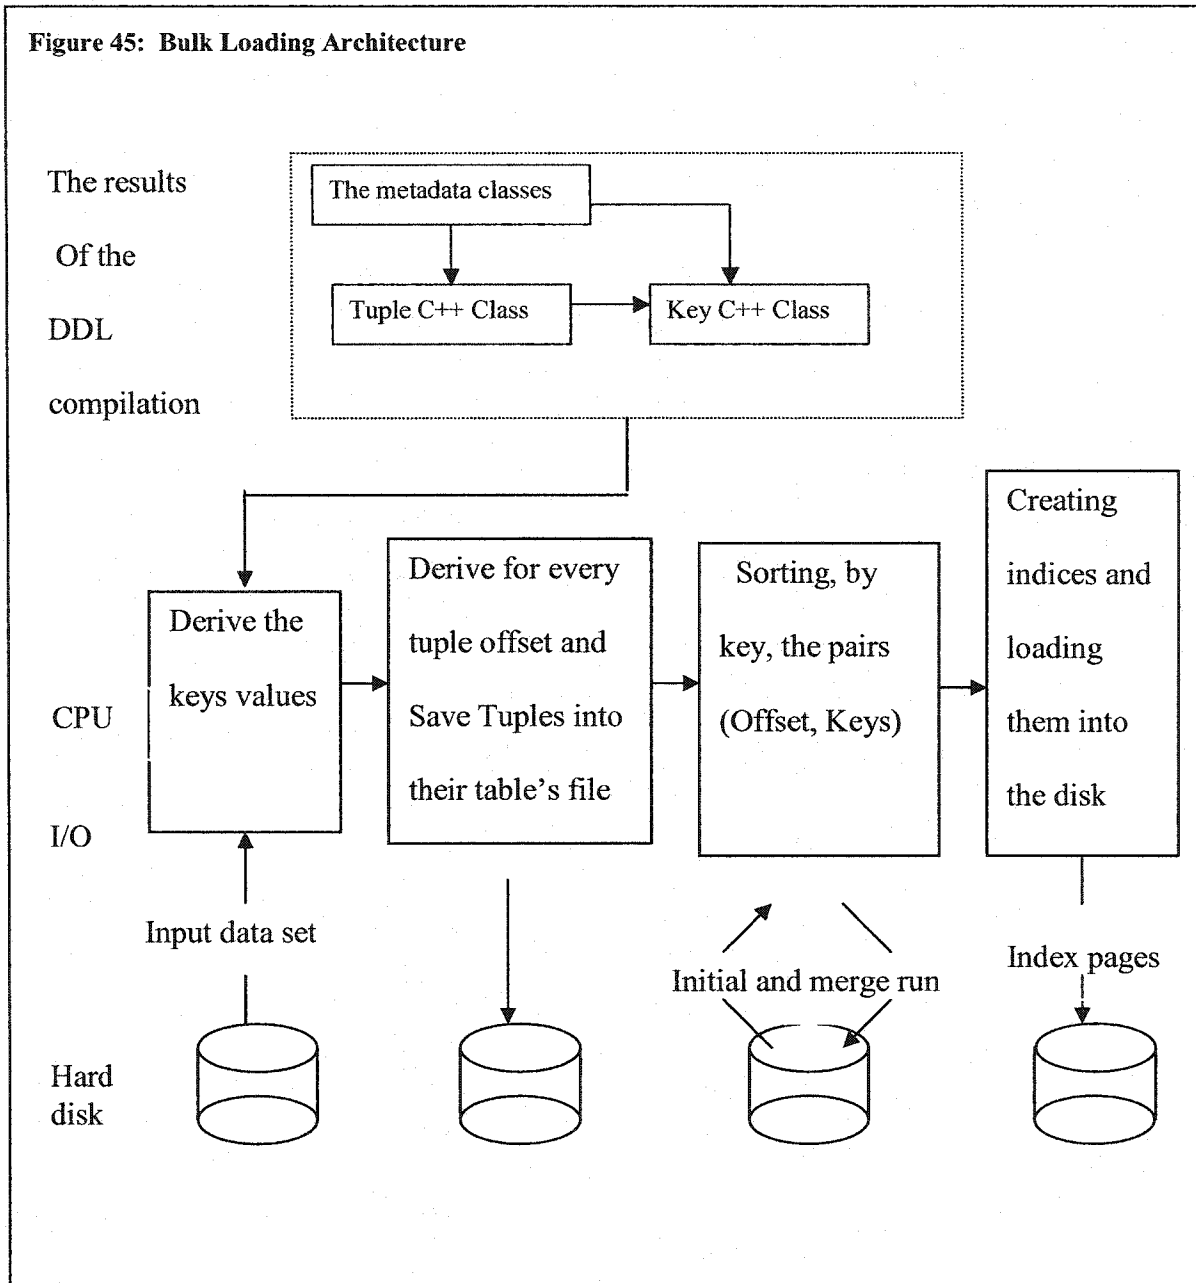 Figure 45: Bulk Loading Architecture
The results
Of the
DDL
compilation
The metadata classes
Tuple C++ Class
Key C++ Class
Derive the
keys values
Derive for every
tuple offset and
Save Tuples into
their table's file
Sorting, by
key, the pairs
(Offset, Keys)
Creating
indices and
loading
them into
the disk
CPU
I/O
Input data set
Initial and merge run
Index pages
Hard
disk